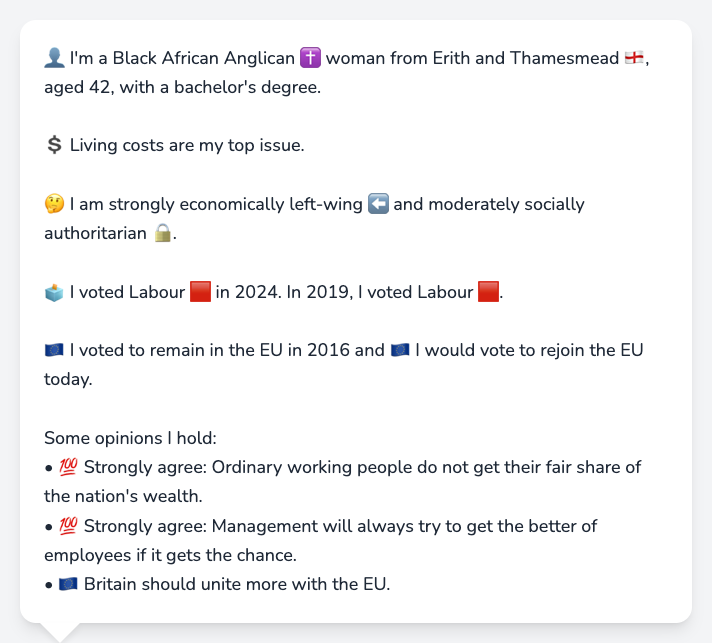 👤 I'm a Black African Anglican ✝️ woman from Erith and Thamesmead 🏴󠁧󠁢󠁥󠁮󠁧󠁿,
aged 42, with a bachelor's degree.
💲 Living costs are my top issue.
🤔 I am strongly economically left-wing ⬅️ and moderately socially
authoritarian 🔒.
🗳️ I voted Labour 🟥 in 2024. In 2019, I voted Labour 🟥.
🇪🇺 I voted to remain in the EU in 2016 and 🇪🇺 I would vote to rejoin the EU
today.
Some opinions I hold:
• 💯 Strongly agree: Ordinary working people do not get their fair share of
the nation's wealth.
• 💯 Strongly agree: Management will always try to get the better of
employees if it gets the chance.
• 🇪🇺 Britain should unite more with the EU.